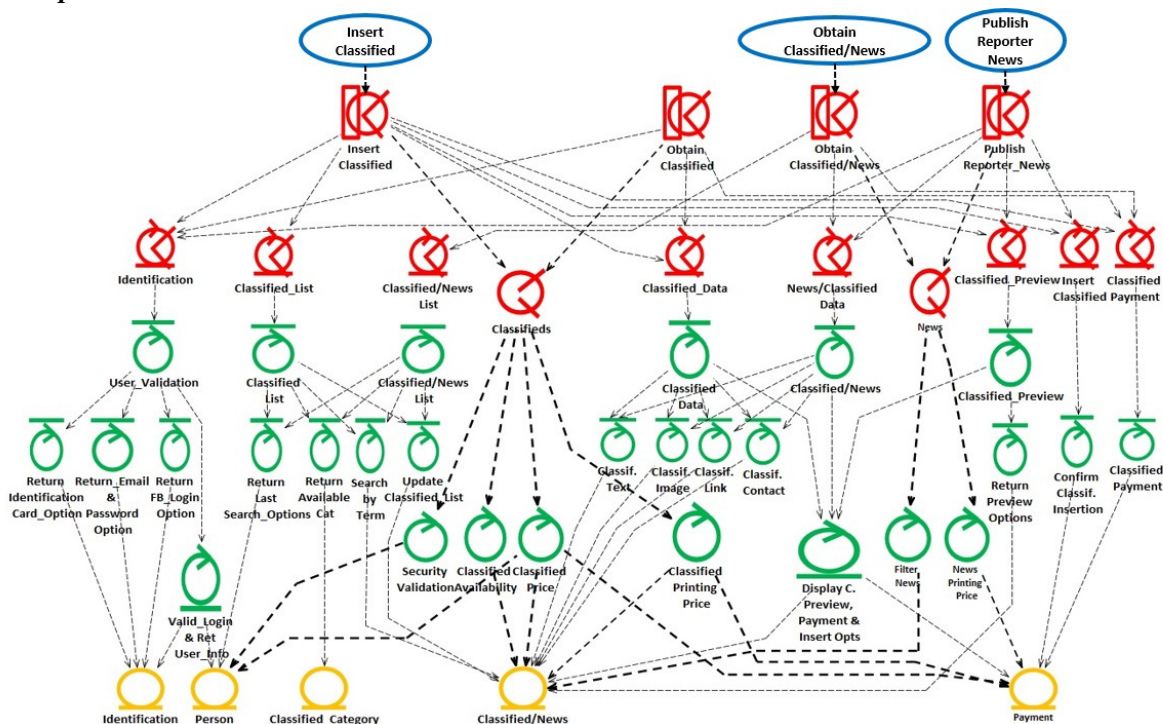 Insert
Classified
Obtain
Classified/News
Publish
Reporter
News
Insert
Classified
Obtain
Classified
Obtain
Classified/News
Publish
Reporter_News
Identification
Classified_List
Classified/News
List
Classifieds
Classified_Data
News/Classified
Data
News
Classified_Preview
Insert
Classified
Classified
Payment
User_Validation
Classified
List
Classified/News
List
Classified
Data
Classified/News
Classified_Preview
Return
Identification
Card_Option
Return_Email
&
Password
Option
Return
FB_Login
Option
Return
Last
Search_Options
Return
Available
Cat
Search
by
Term
Update
Classified_List
Classif.
Text
Classif.
Image
Classif.
Link
Classif.
Contact
Return
Preview
Options
Confirm
Classif.
Insertion
Classified
Payment
Valid_Login
& Ret
User_Info
Security
Validation
Classified
Availability
Classified
Price
Classified
Printing
Price
Display C.
Preview,
Payment &
Insert Opts
Filter
News
News
Printing
Price
Identification
Person
Classified_Category
Classified/News
Payment